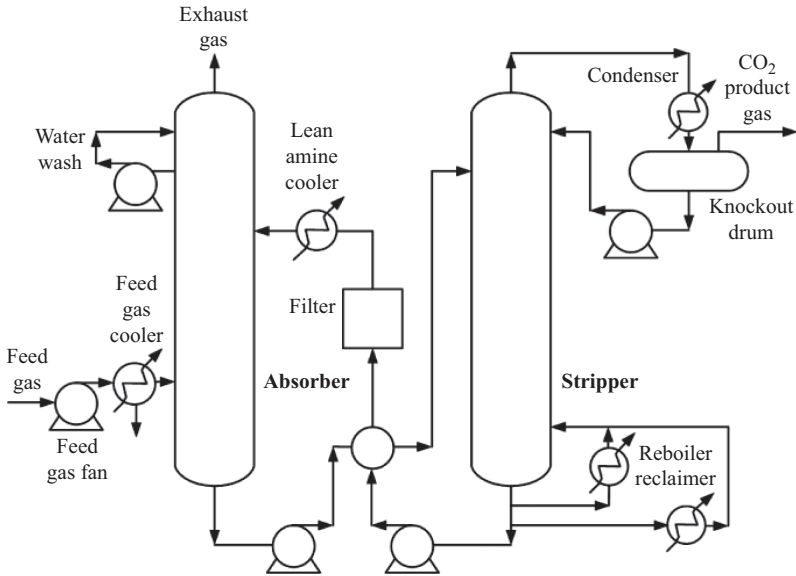 Exhaust
gas
Condenser
CO2
product
gas
Water
wash
Lean
amine
cooler
Knockout
drum
Feed
gas
cooler
Filter
Feed
gas
Absorber
Stripper
Feed
gas fan
Reboiler
reclaimer